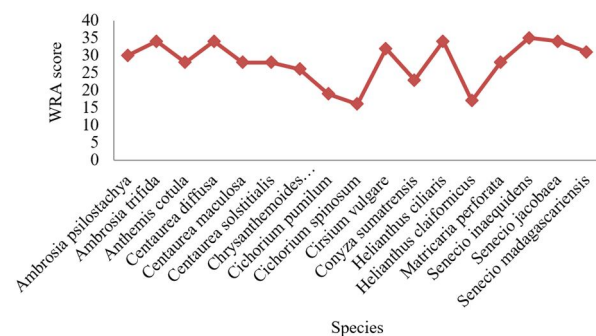 WRA score
40
35
30
25
20
15
10
5
0
Ambrosia psilostachya
Ambrosia trifida
Anthemis cotula
Centaurea diffusa
Centaurea maculosa
Centaurea solstitialis
Chrysanthemoides…
Cichorium pumilum
Cichorium spinosum
Cirsium vulgare
Conyza sumatrensis
Helianthus ciliaris
Helianthus claifornicus
Matricaria perforata
Senecio inaequidens
Senecio jacobaea
Senecio madagascariensis
Species